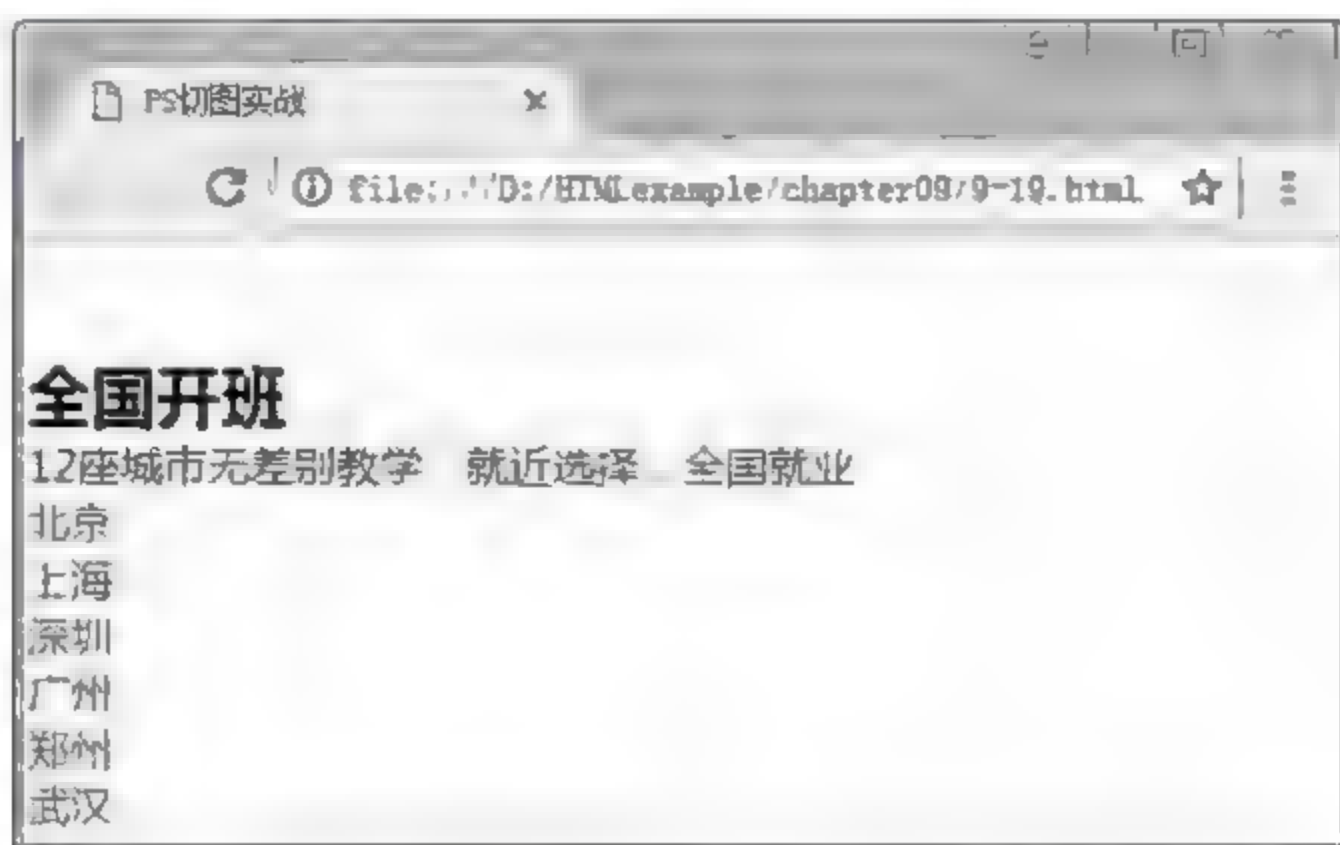 PS切图实战
file:///D:/HTMLexample/chapter09/9-19.html
全国开班
12座城市无差别教学 就近选择 全国就业
北京
上海
深圳
广州
郑州
武汉